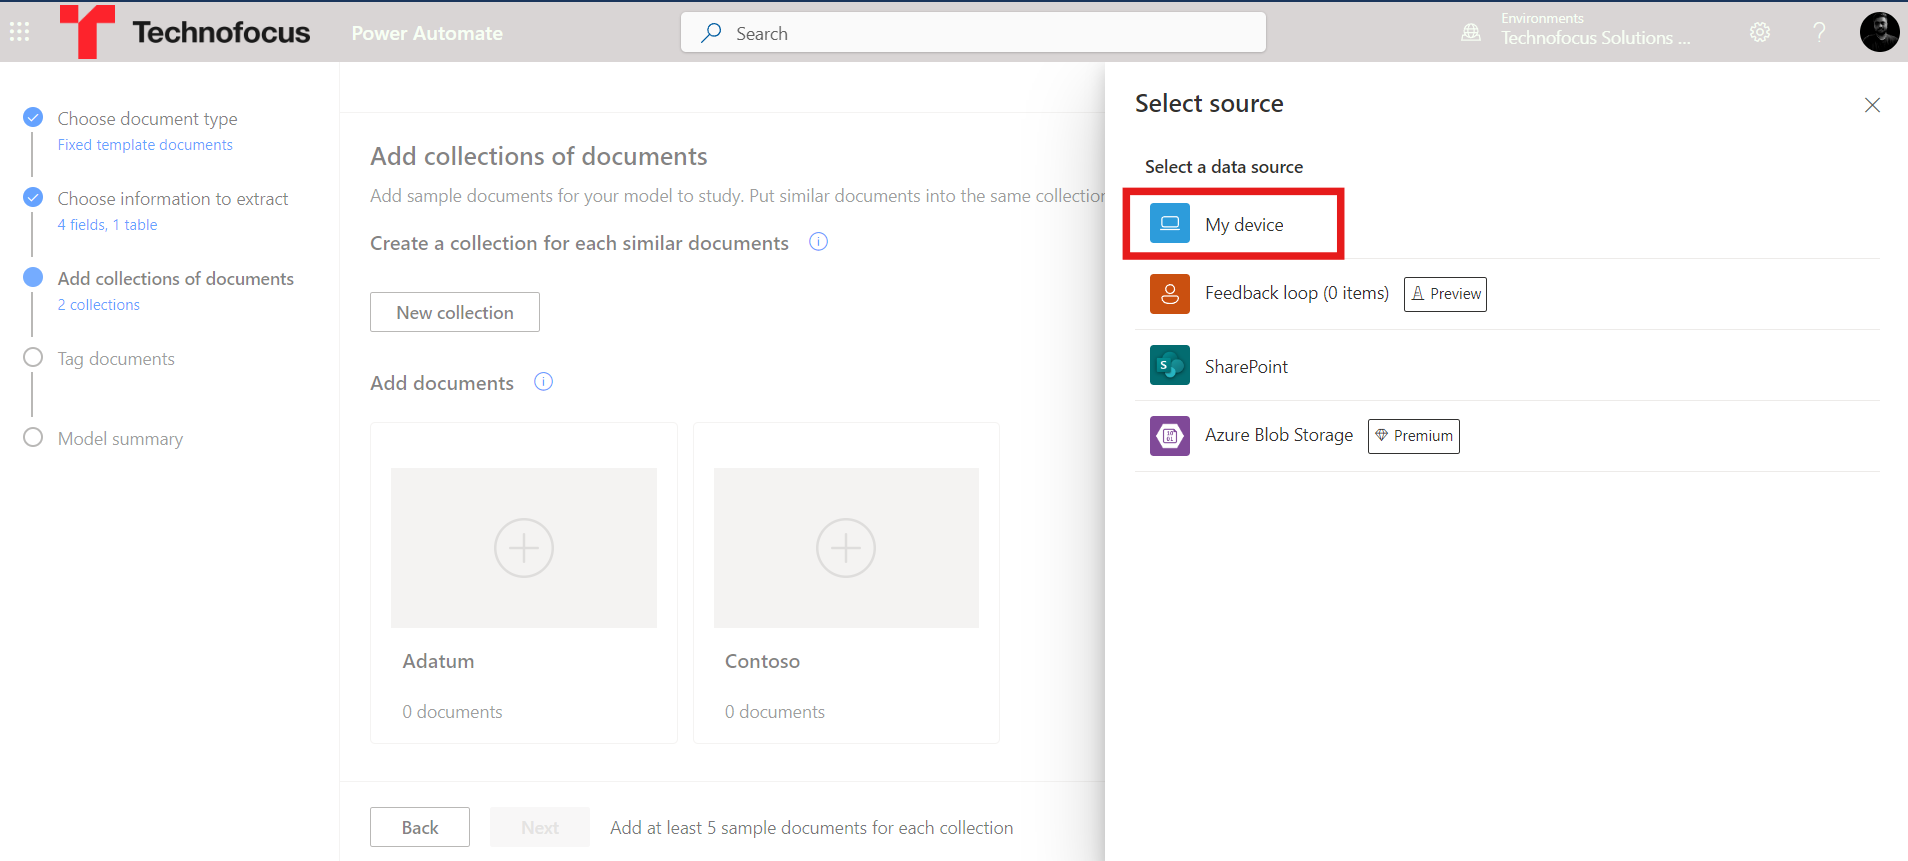 Technofocus
Power Automate
Search
Environments
Technofocus Solutions ...
?
Choose document type
Fixed template documents
Choose information to extract
4 fields, 1 table
Add collections of documents
2 collections
Tag documents
Model summary
Add collections of documents
Add sample documents for your model to study. Put similar documents into the same collection
Create a collection for each similar documents
New collection
Add documents
Adatum
0 documents
Contoso
0 documents
Back
Next
Add at least 5 sample documents for each collection
Select source
Select a data source
My device
Feedback loop (0 items)
Preview
S
SharePoint
10
01
Azure Blob Storage
Premium